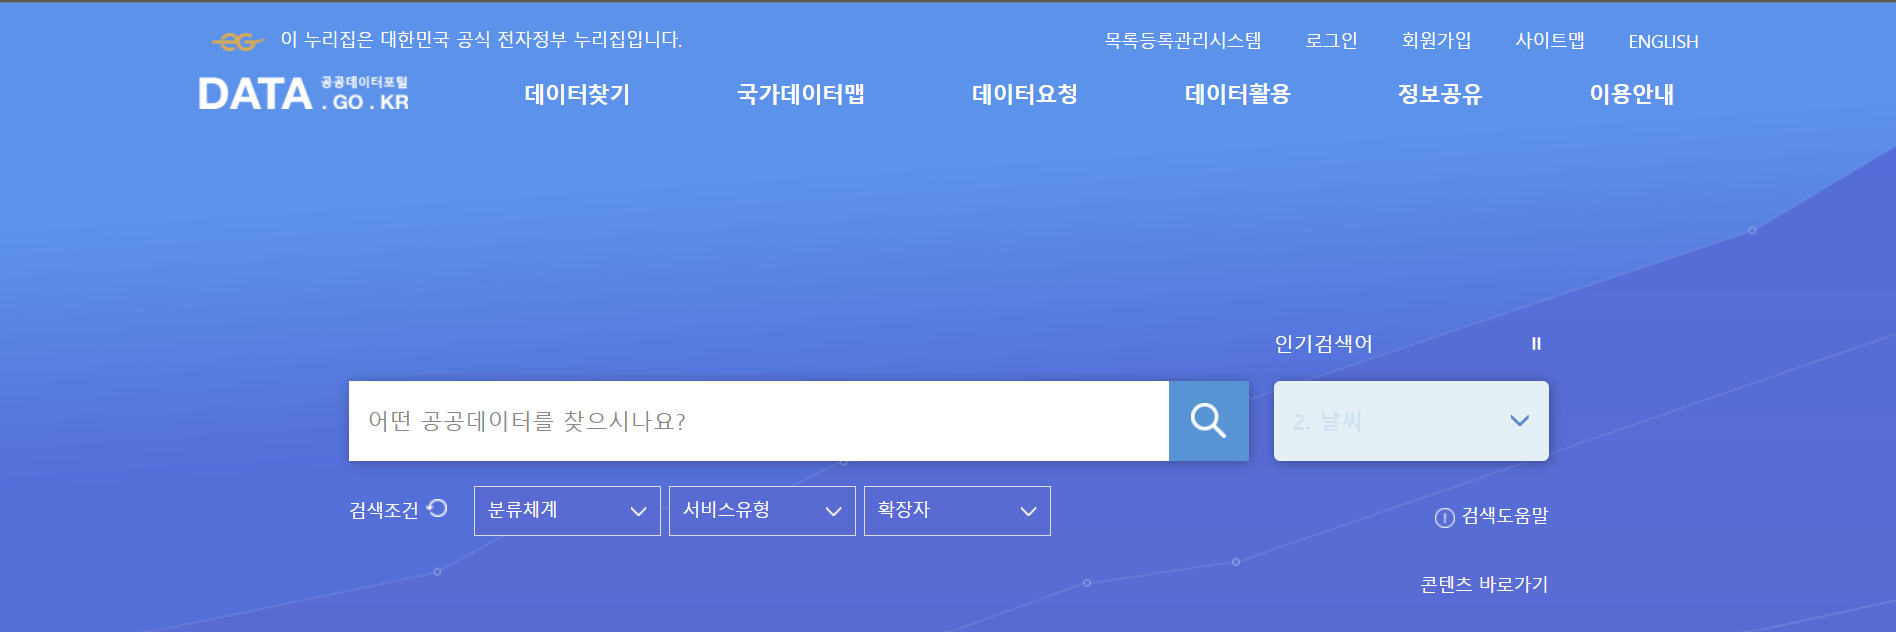 이 누리집은 대한민국 공식 전자정부 누리집입니다.
목록등록관리시스템 로그인 회원가입 사이트맵 ENGLISH
DATA 공공데이터포털 .GO.KR
데이터찾기 국가데이터맵 데이터요청 데이터활용 정보공유 이용안내
인기검색어
어떤 공공데이터를 찾으시나요?
2. 날씨
검색조건 분류체계 서비스유형 확장자
검색도움말
콘텐츠 바로가기